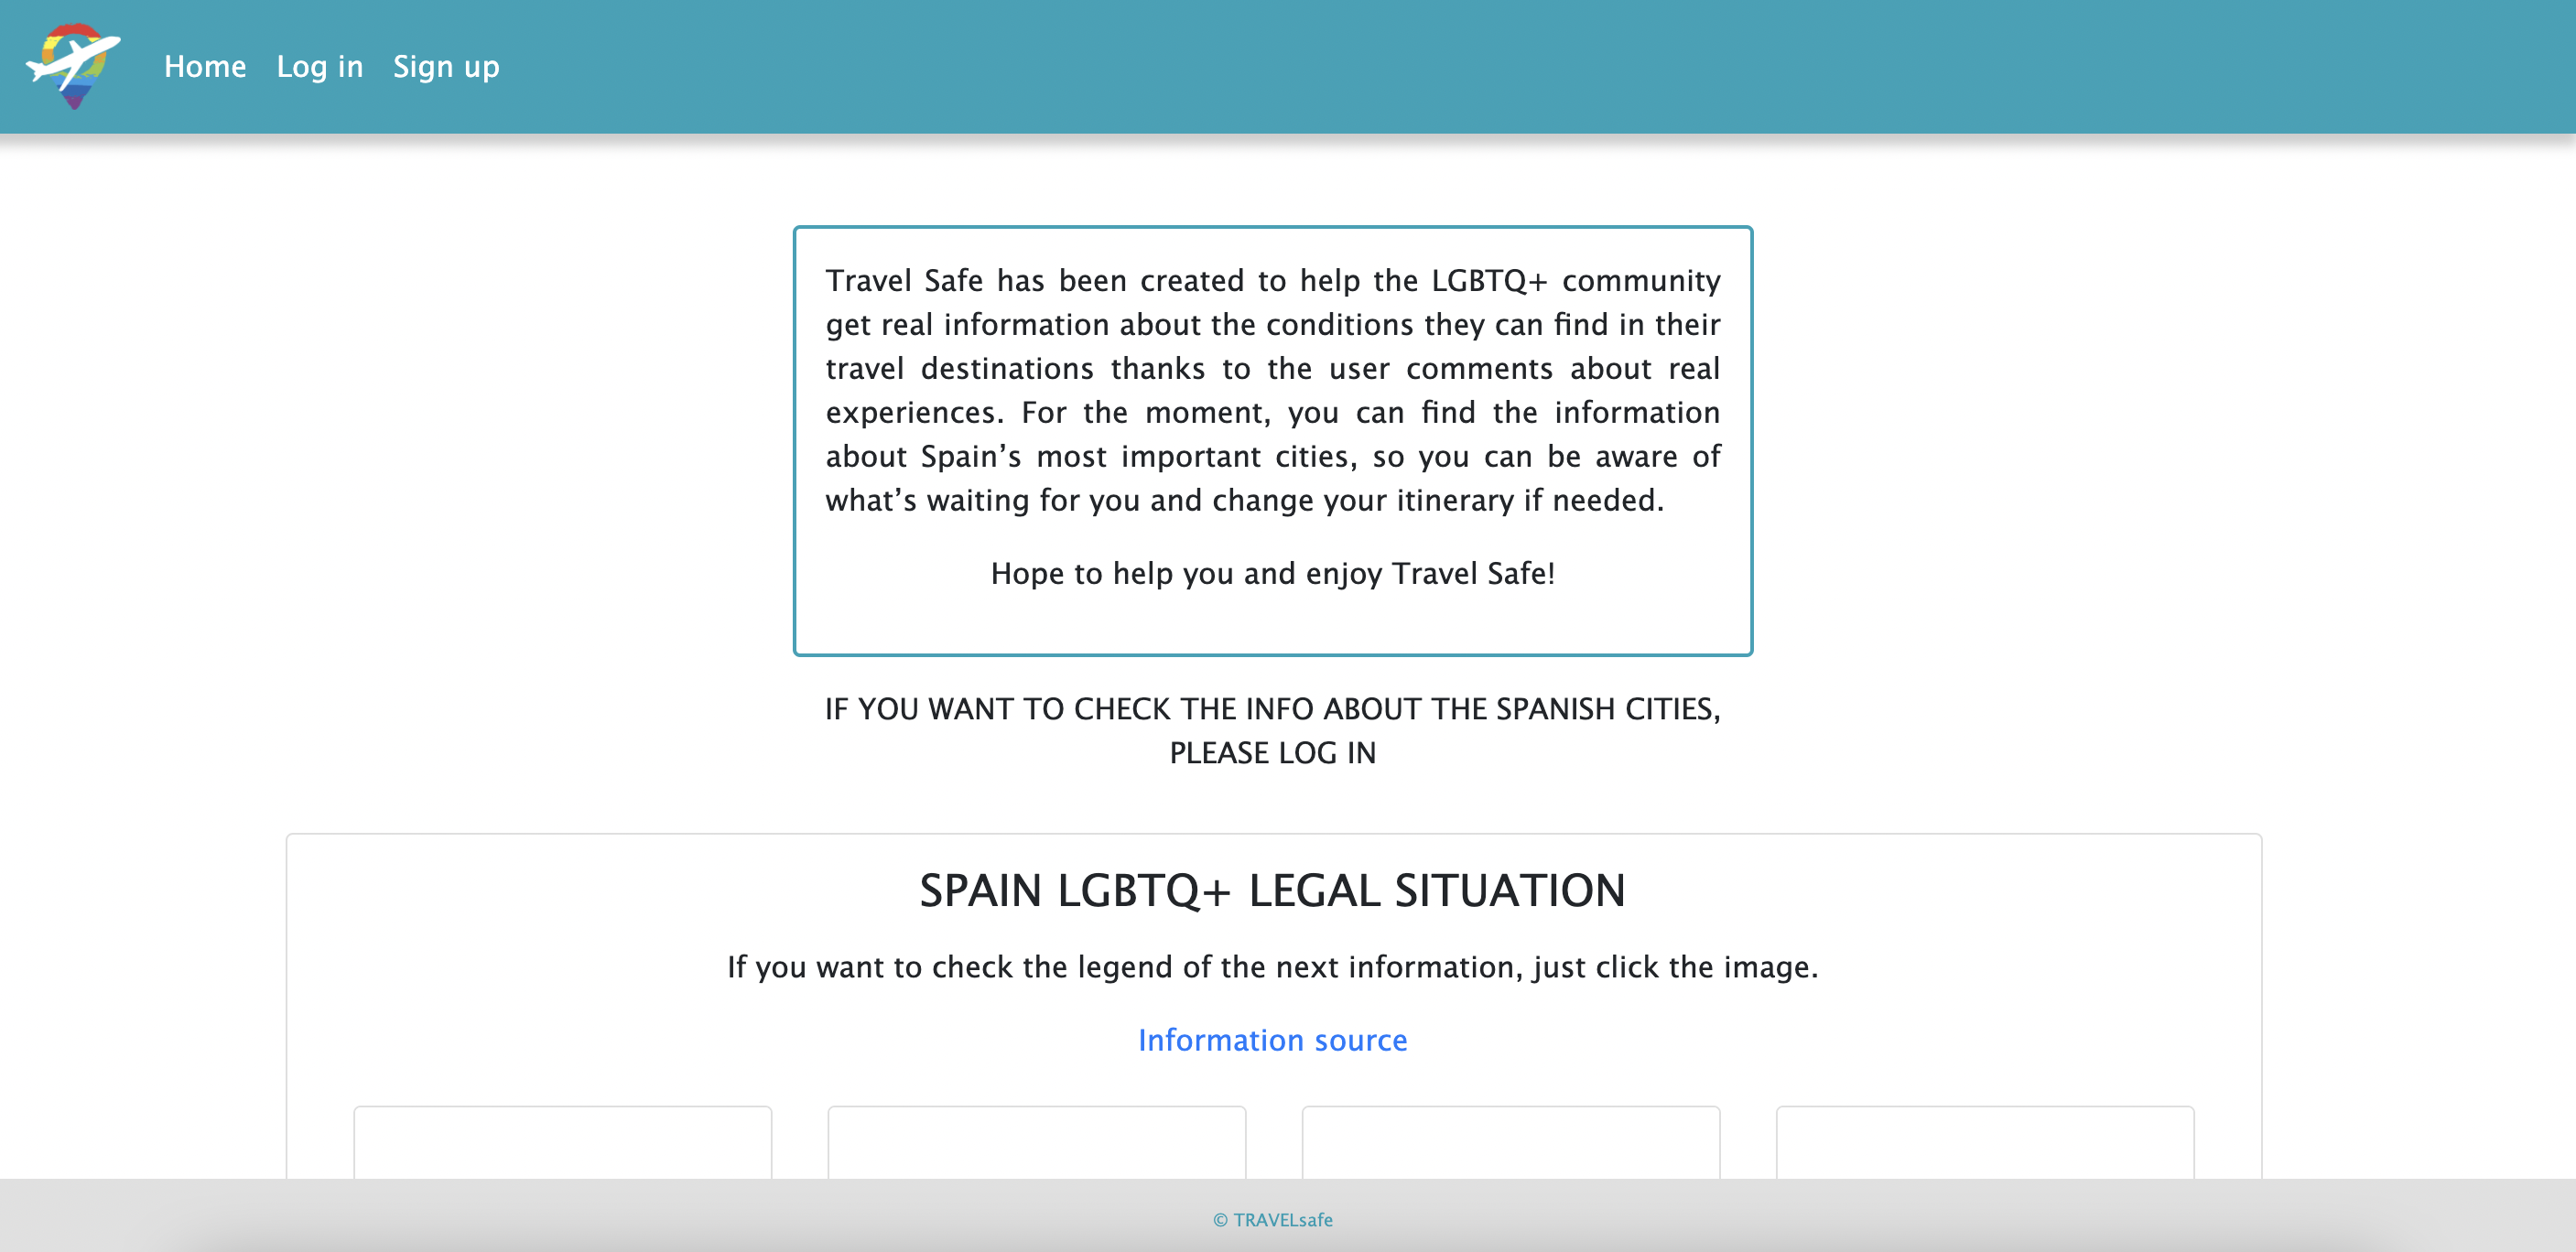 Home Log in Sign up
Travel Safe has been created to help the LGBTQ+ community
get real information about the conditions they can find in their
travel destinations thanks to the user comments about real
experiences. For the moment, you can find the information
about Spain’s most important cities, so you can be aware of
what’s waiting for you and change your itinerary if needed.
Hope to help you and enjoy Travel Safe!
IF YOU WANT TO CHECK THE INFO ABOUT THE SPANISH CITIES,
PLEASE LOG IN
SPAIN LGBTQ+ LEGAL SITUATION
If you want to check the legend of the next information, just click the image.
Information source
© TRAVELsafe